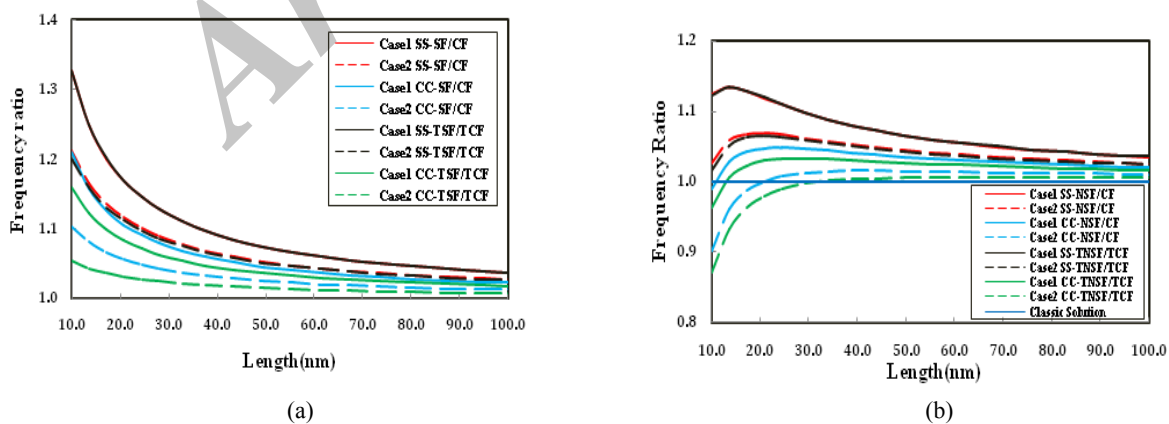 1.4
1.3
1.2
1.1
1.0
Frequency ratio
10.0 20.0 30.0 40.0 50.0 60.0 70.0 80.0 90.0 100.0
Length(nm)
Case1 SS-SF/CF
Case2 SS-SF/CF
Case1 CC-SF/CF
Case2 CC-SF/CF
Case1 SS-TSF/TCF
Case2 SS-TSF/TCF
Case1 CC-TSF/TCF
Case2 CC-TSF/TCF
(a)
1.2
1.1
1.0
0.9
0.8
Frequency Ratio
10.0 20.0 30.0 40.0 50.0 60.0 70.0 80.0 90.0 100.0
Length(nm)
Case1 SS-NSF/CF
Case2 SS-NSF/CF
Case1 CC-NSF/CF
Case2 CC-NSF/CF
Case1 SS-TNSF/TCF
Case2 SS-TNSF/TCF
Case1 CC-TNSF/TCF
Case2 CC-TNSF/TCF
Classic Solution
(b)